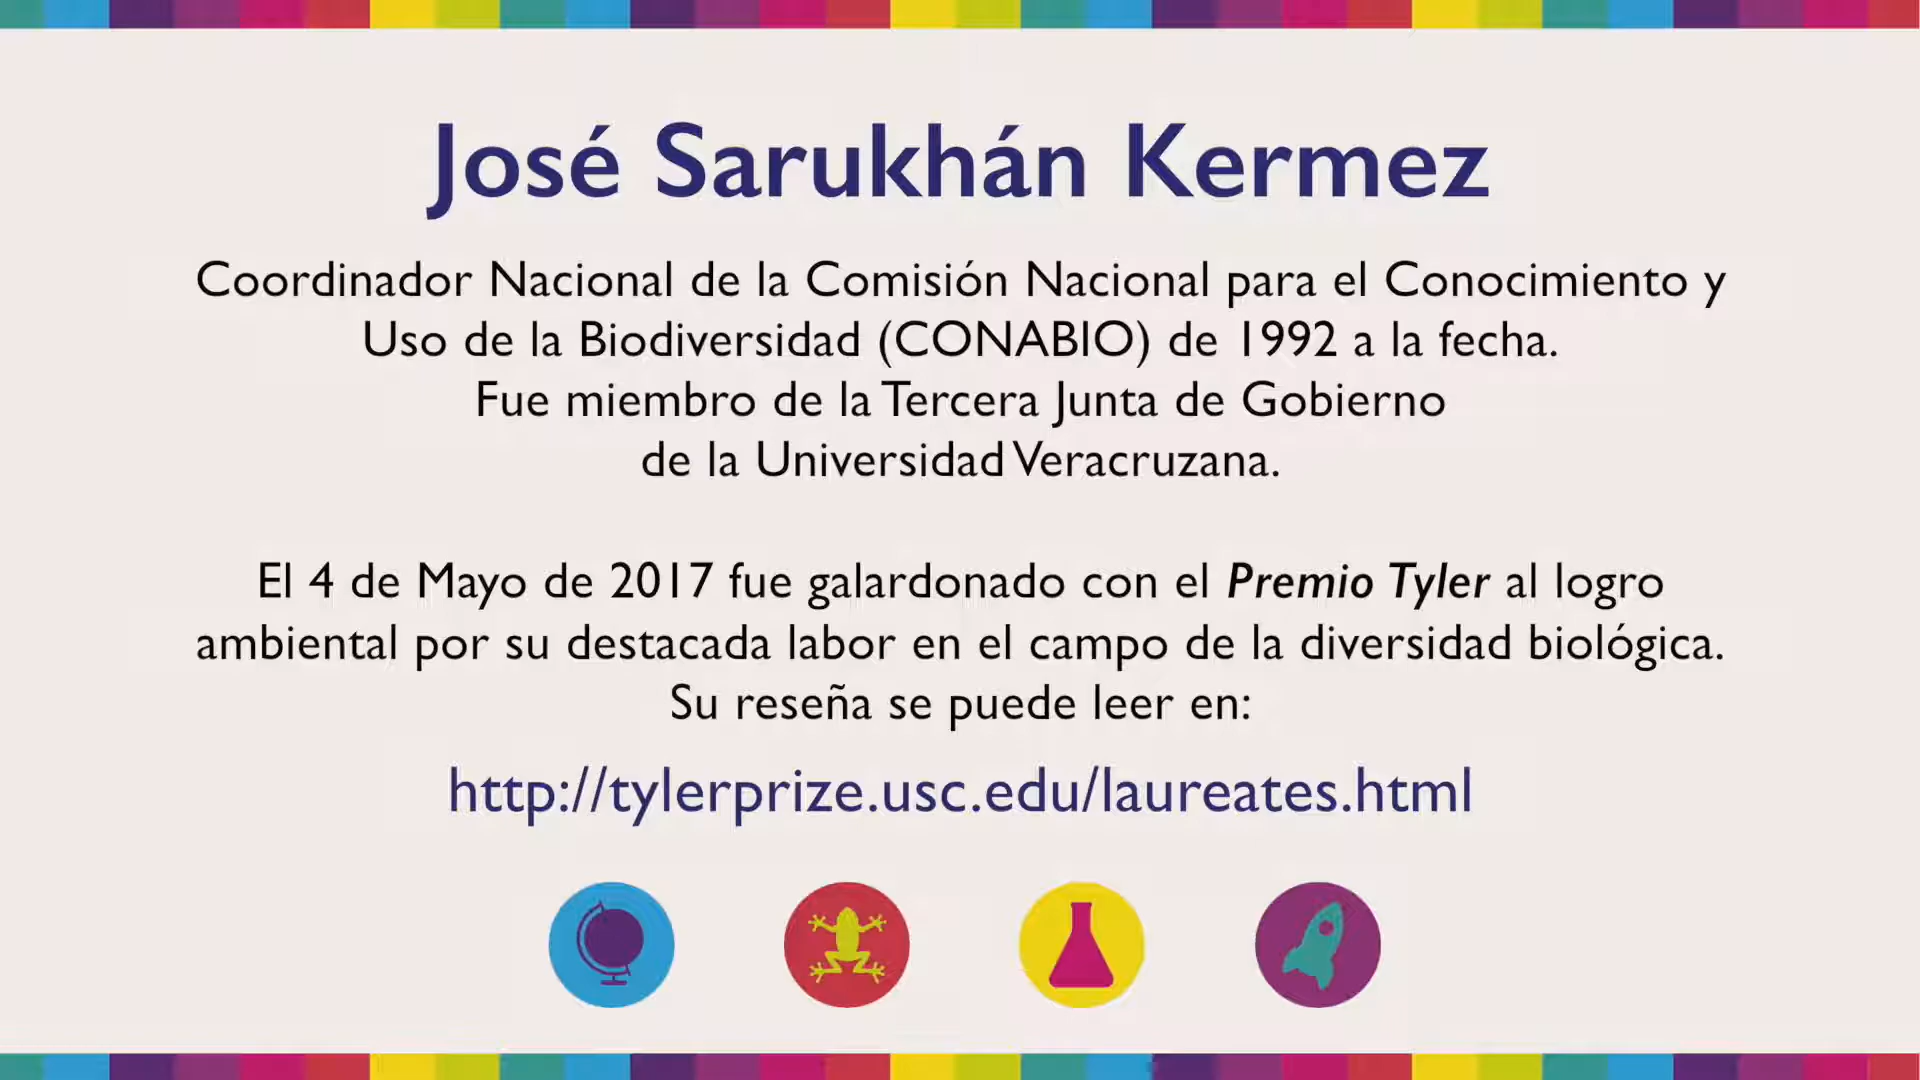 José Sarukhán Kermez
Coordinador Nacional de la Comisión Nacional para el Conocimiento y
Uso de la Biodiversidad (CONABIO) de 1992 a la fecha.
Fue miembro de la Tercera Junta de Gobierno
de la Universidad Veracruzana.
El 4 de Mayo de 2017 fue galardonado con el Premio Tyler al logro
ambiental por su destacada labor en el campo de la diversidad biológica.
Su reseña se puede leer en:
http://tylerprize.usc.edu/laureates.html